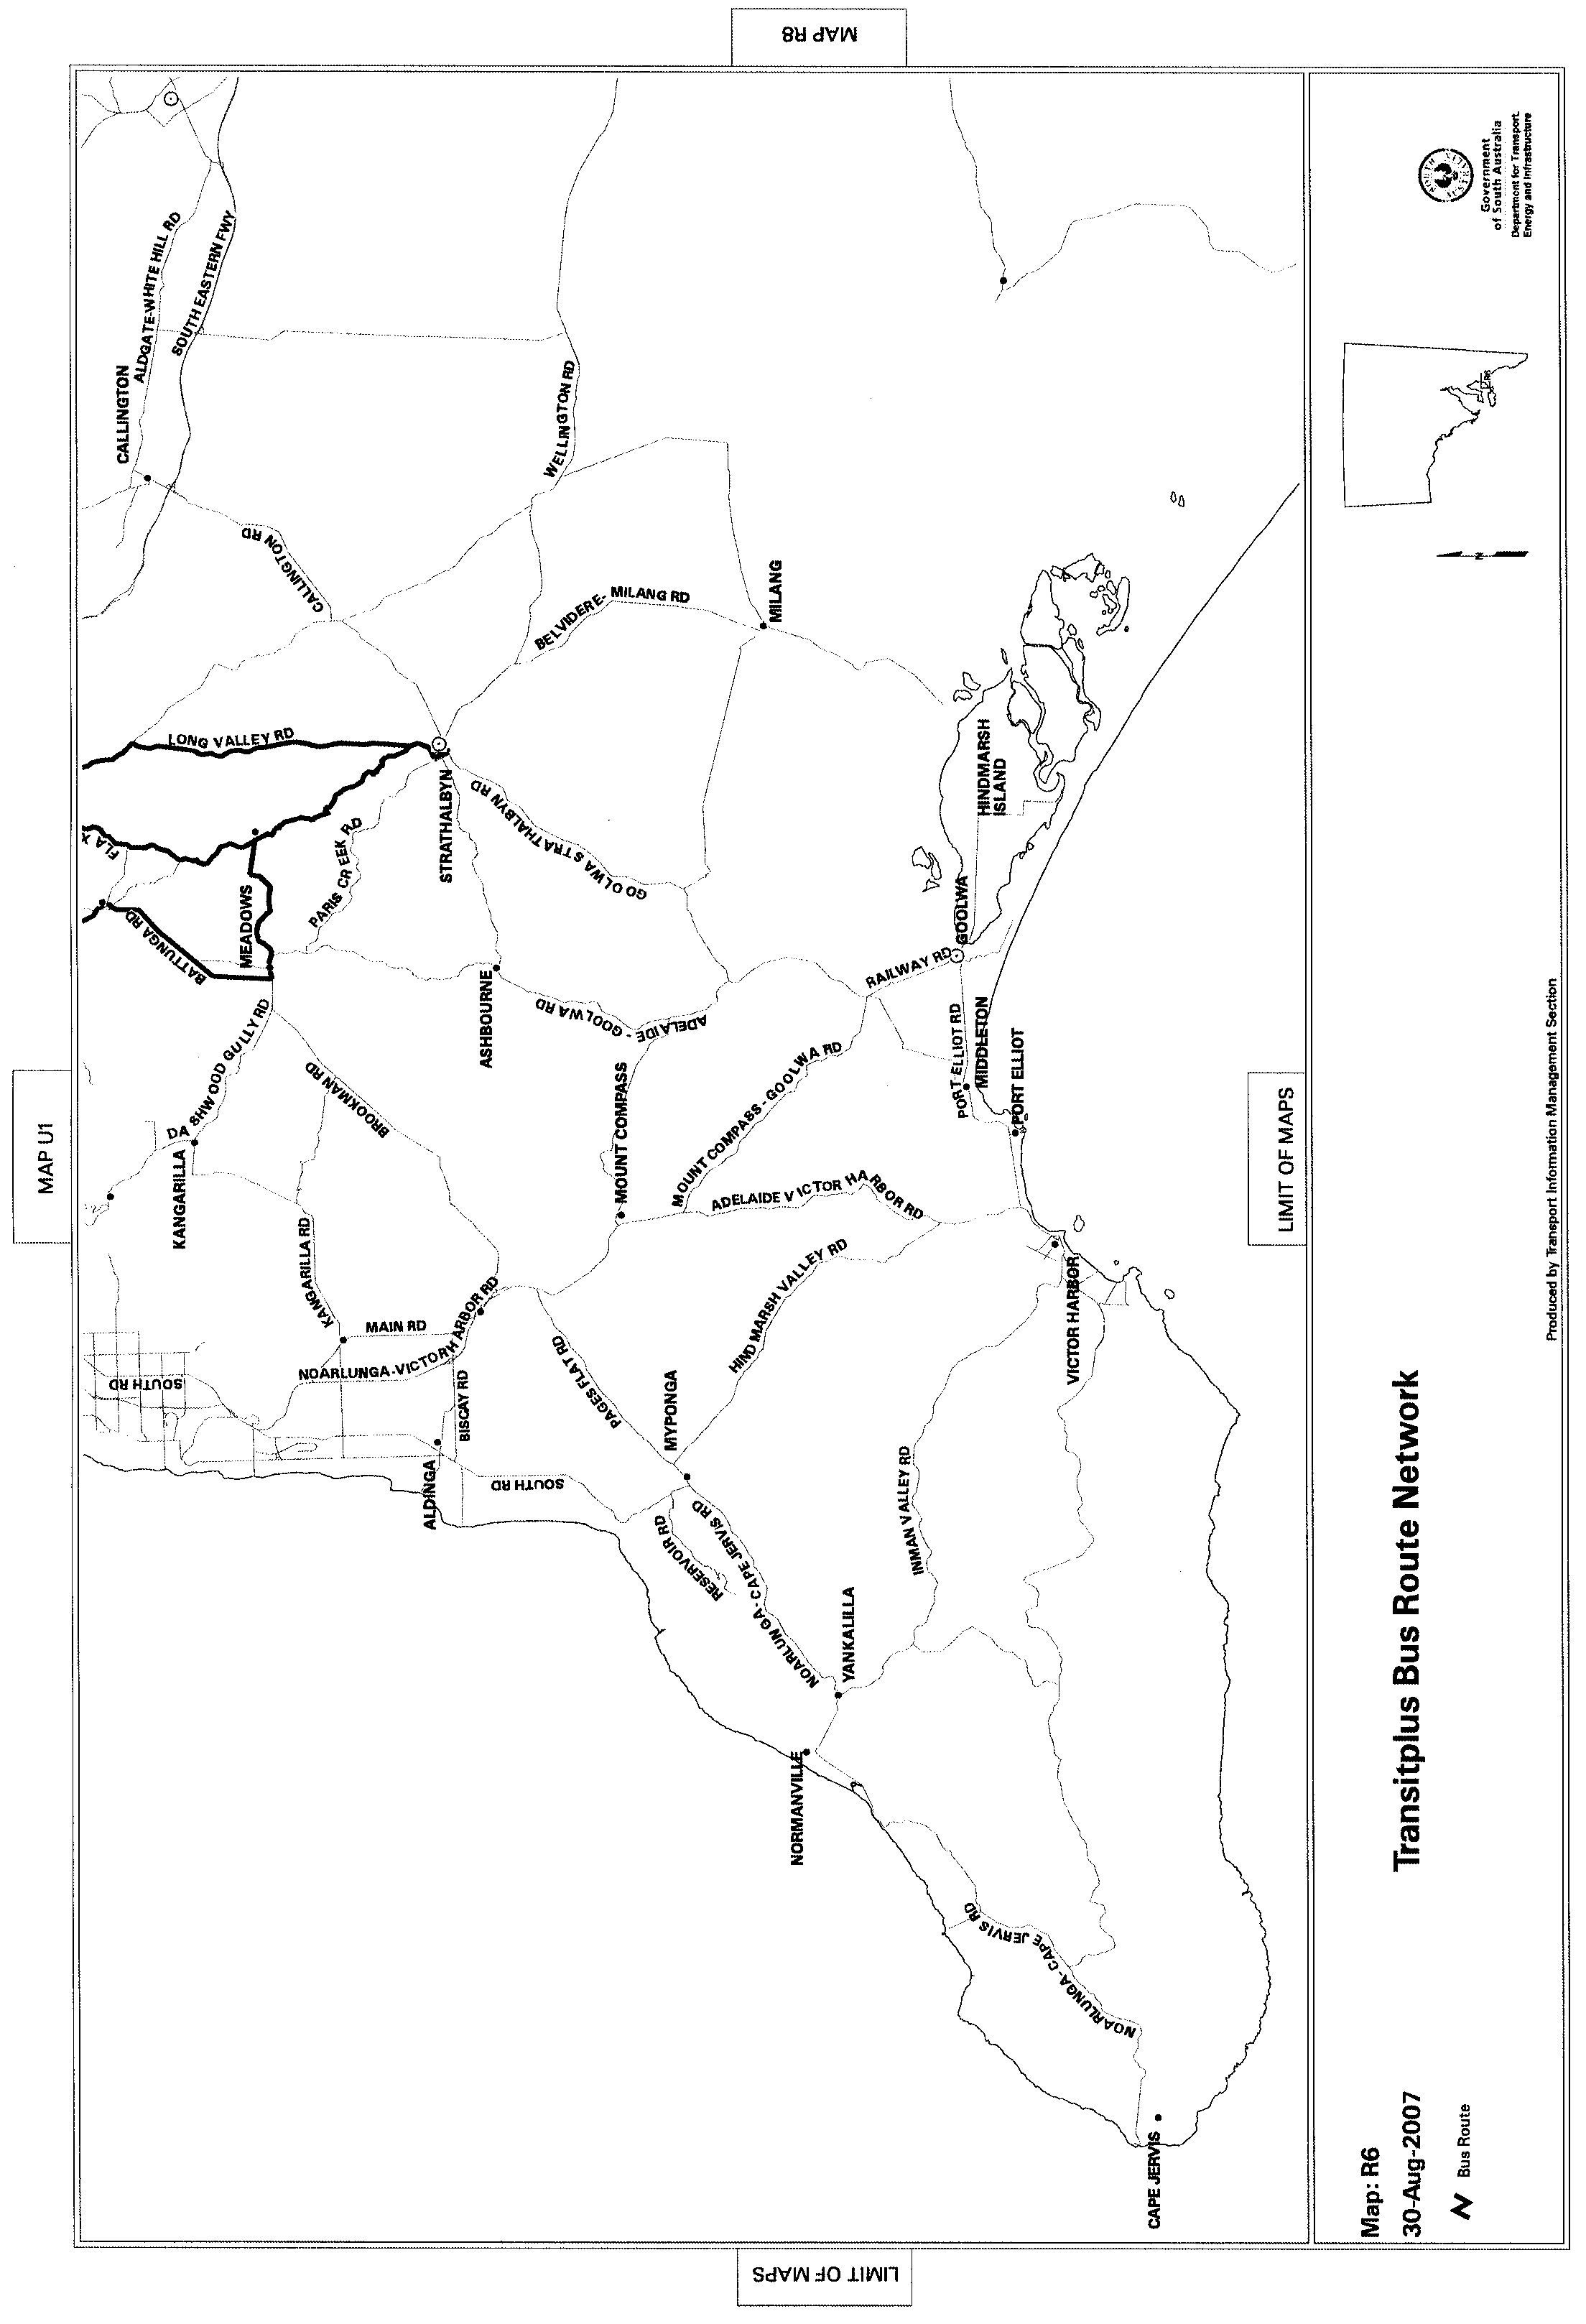 MAP U1
MAP R8
LIMIT OF MAPS
LIMIT OF MAPS
CALLINGTON
ALDGATE-WHITE HILL RD
SOUTH EASTERN FWY
CALLINGTON RD
WELLINGTON RD
BELVIDERE- MILANG RD
MILANG
LONG VALLEY RD
FLAX
BATTUNGA RD
MEADOWS
PARIS CREEK RD
STRATHALBYN
GOOLWA STRATHALBYN RD
ASHBOURNE
ADELAIDE - GOOLWA RD
DASHWOOD GULLY RD
KANGARILLA
BROOKMAN RD
KANGARILLA RD
MAIN RD
SOUTH RD
NOARLUNGA-VICTOR HARBOR RD
BISCAY RD
ALDINGA
SOUTH RD
PAGES FLAT RD
MYPONGA
RESERVOIR RD
NOARLUNGA - CAPE JERVIS RD
MOUNT COMPASS
MOUNT COMPASS - GOOLWA RD
ADELAIDE VICTOR HARBOR RD
HINDMARSH VALLEY RD
RAILWAY RD
GOOLWA
HINDMARSH
ISLAND
PORT ELLIOT RD
MIDDLETON
PORT ELLIOT
VICTOR HARBOR
INMAN VALLEY RD
YANKALILLA
NORMANVILLE
NOARLUNGA-CAPE JERVIS RD
CAPE JERVIS
Map: R6
30-Aug-2007
Bus Route
Transitplus Bus Route Network
Produced by Transport Information Management Section
N
R6
SOUTH AUSTRALIA
Government
of South Australia
Department for Transport,
Energy and Infrastructure